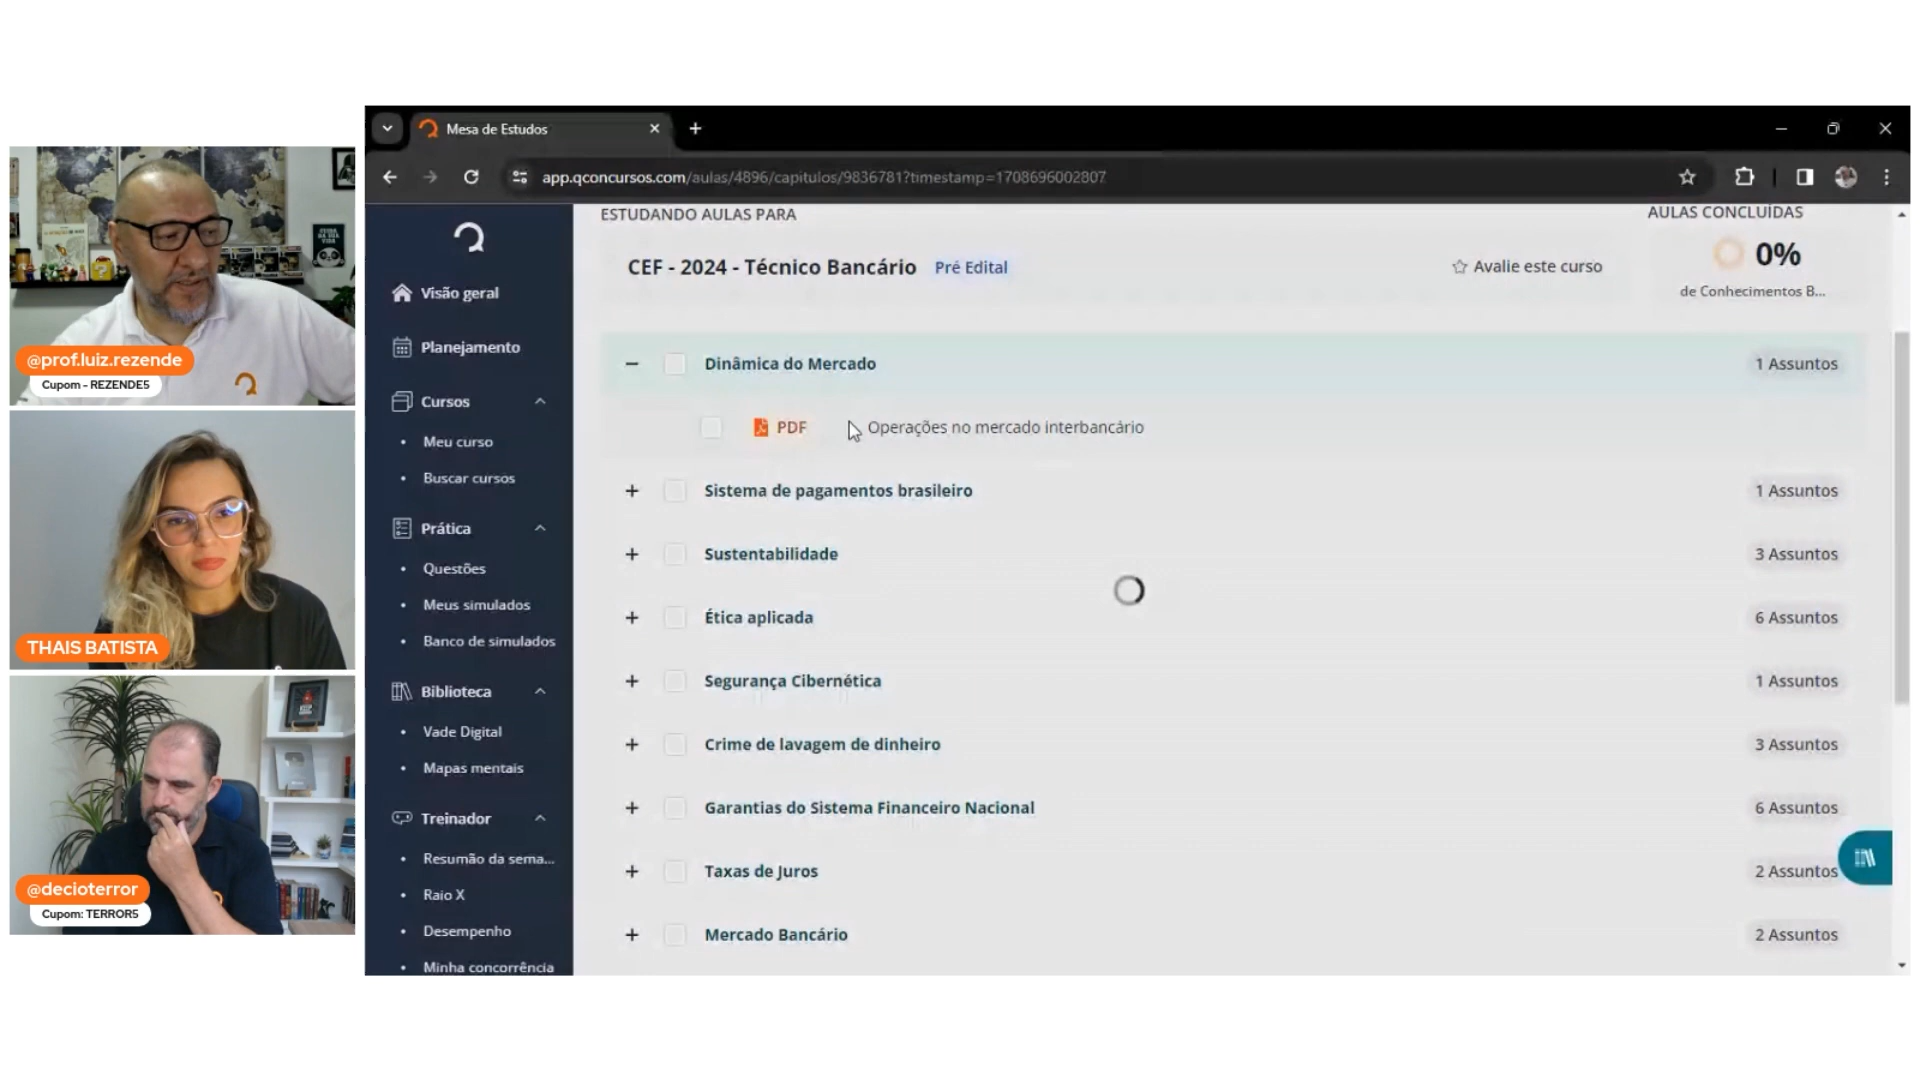 @prof.luiz.rezende
Cupom - REZENDE5
THAIS BATISTA
@decioterror
Cupom: TERROR5
Mesa de Estudos
app.qconcursos.com/aulas/4896/capitulos/9836781?timestamp=1708696002807
Visão geral
Planejamento
Cursos
Meu curso
Buscar cursos
Prática
Questões
Meus simulados
Banco de simulados
Biblioteca
Vade Digital
Mapas mentais
Treinador
Resumão da sema...
Raio X
Desempenho
Minha concorrência
ESTUDANDO AULAS PARA
CEF - 2024 - Técnico Bancário Pré Edital
Avalie este curso
AULAS CONCLUÍDAS
0%
de Conhecimentos B...
Dinâmica do Mercado 1 Assuntos
PDF Operações no mercado interbancário
Sistema de pagamentos brasileiro 1 Assuntos
Sustentabilidade 3 Assuntos
Ética aplicada 6 Assuntos
Segurança Cibernética 1 Assuntos
Crime de lavagem de dinheiro 3 Assuntos
Garantias do Sistema Financeiro Nacional 6 Assuntos
Taxas de Juros 2 Assuntos
Mercado Bancário 2 Assuntos